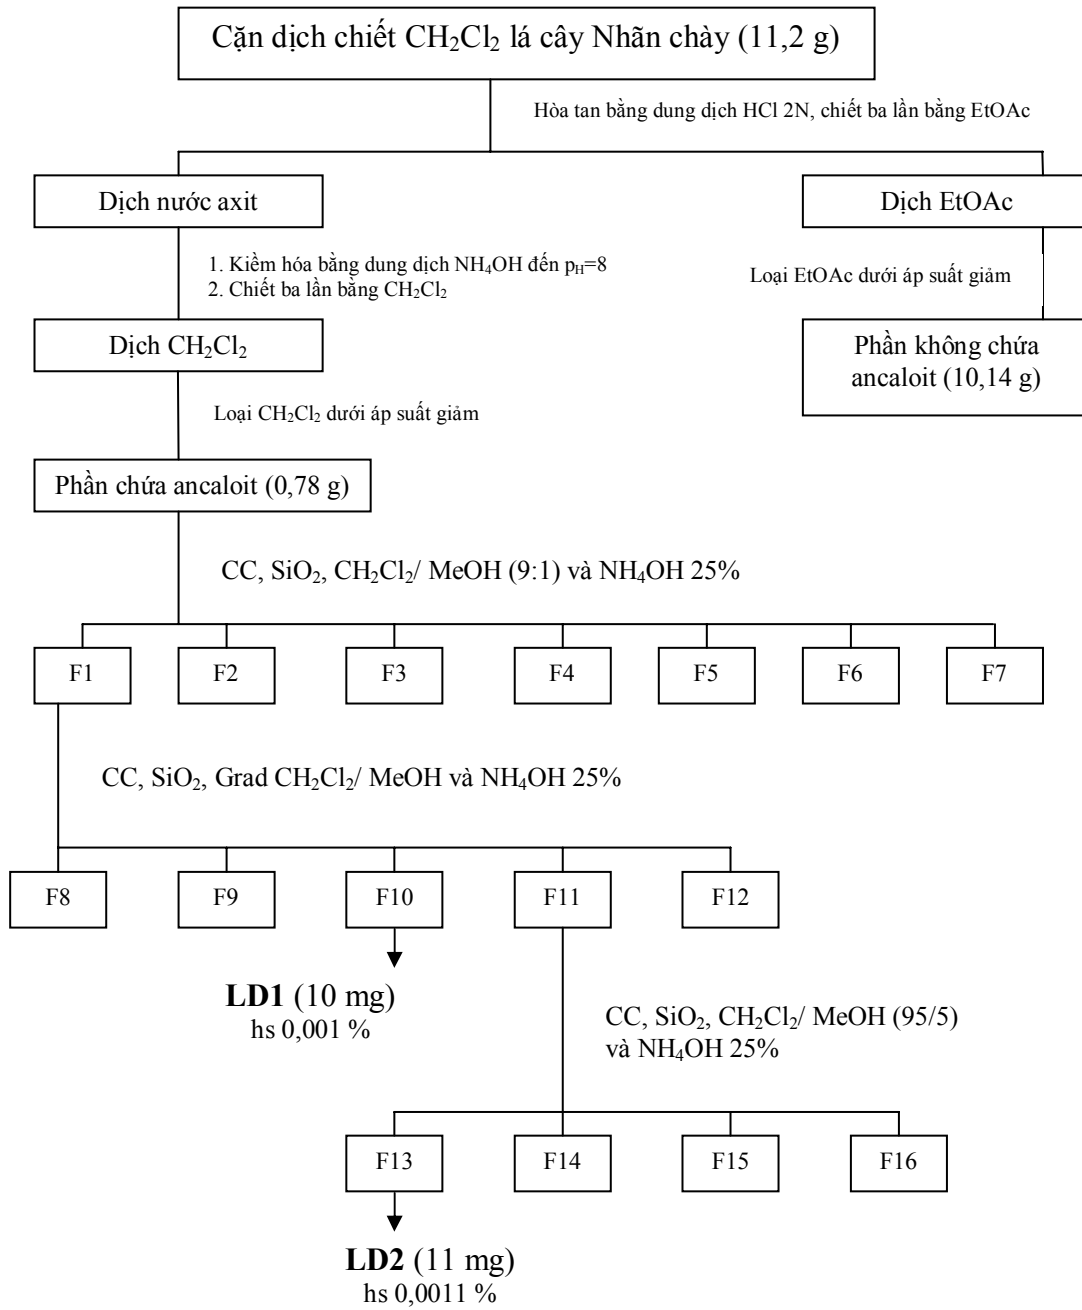 Cặn dịch chiết CH₂Cl₂ lá cây Nhãn chày (11,2 g)
Hòa tan bằng dung dịch HCl 2N, chiết ba lần bằng EtOAc
Dịch nước axit
Dịch EtOAc
1. Kiềm hóa bằng dung dịch NH₄OH đến pH=8
2. Chiết ba lần bằng CH₂Cl₂
Loại EtOAc dưới áp suất giảm
Dịch CH₂Cl₂
Phần không chứa
ancaloit (10,14 g)
Loại CH₂Cl₂ dưới áp suất giảm
Phần chứa ancaloit (0,78 g)
CC, SiO₂, CH₂Cl₂/ MeOH (9:1) và NH₄OH 25%
F1 F2 F3 F4 F5 F6 F7
CC, SiO₂, Grad CH₂Cl₂/ MeOH và NH₄OH 25%
F8 F9 F10 F11 F12
LD1 (10 mg)
hs 0,001 %
CC, SiO₂, CH₂Cl₂/ MeOH (95/5)
và NH₄OH 25%
F13 F14 F15 F16
LD2 (11 mg)
hs 0,0011 %